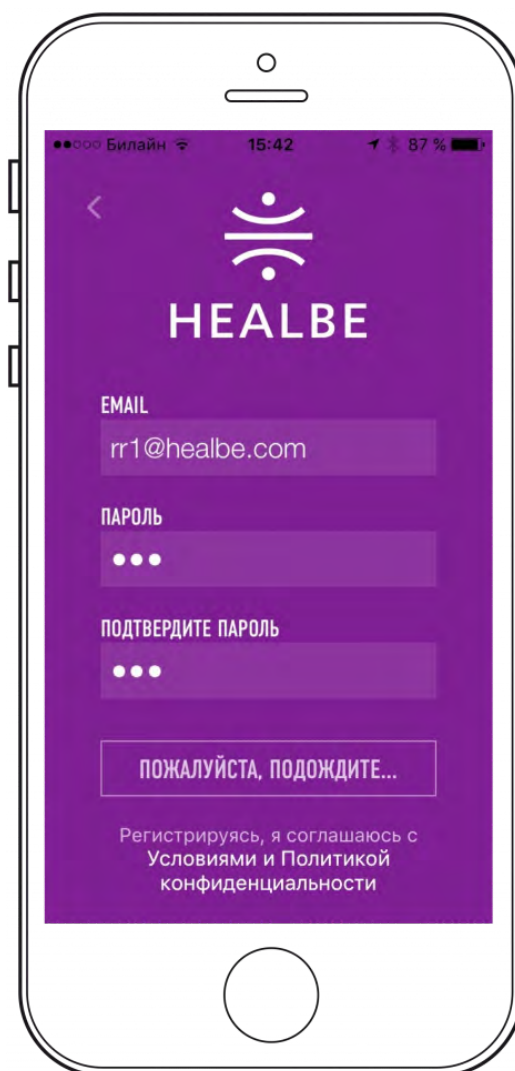 Билайн 15:42 87 %
HEALBE
EMAIL
rr1@healbe.com
ПАРОЛЬ
•••
ПОДТВЕРДИТЕ ПАРОЛЬ
•••
ПОЖАЛУЙСТА, ПОДОЖДИТЕ...
Регистрируясь, я соглашаюсь с
Условиями и Политикой
конфиденциальности